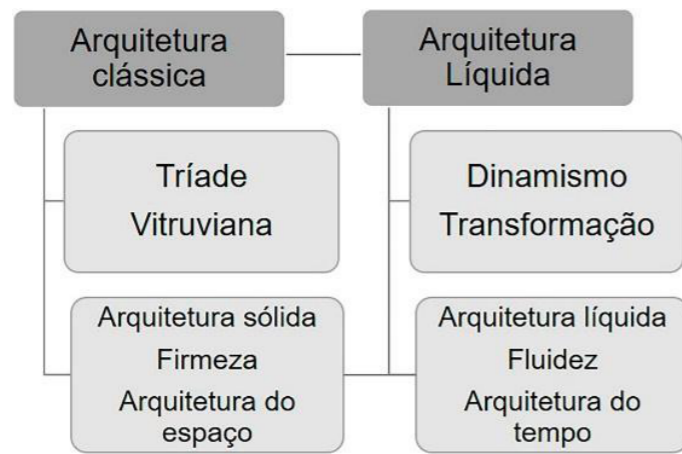 Arquitetura
clássica
Arquitetura
Líquida
Tríade
Vitruviana
Dinamismo
Transformação
Arquitetura sólida
Firmeza
Arquitetura do
espaço
Arquitetura líquida
Fluidez
Arquitetura do
tempo